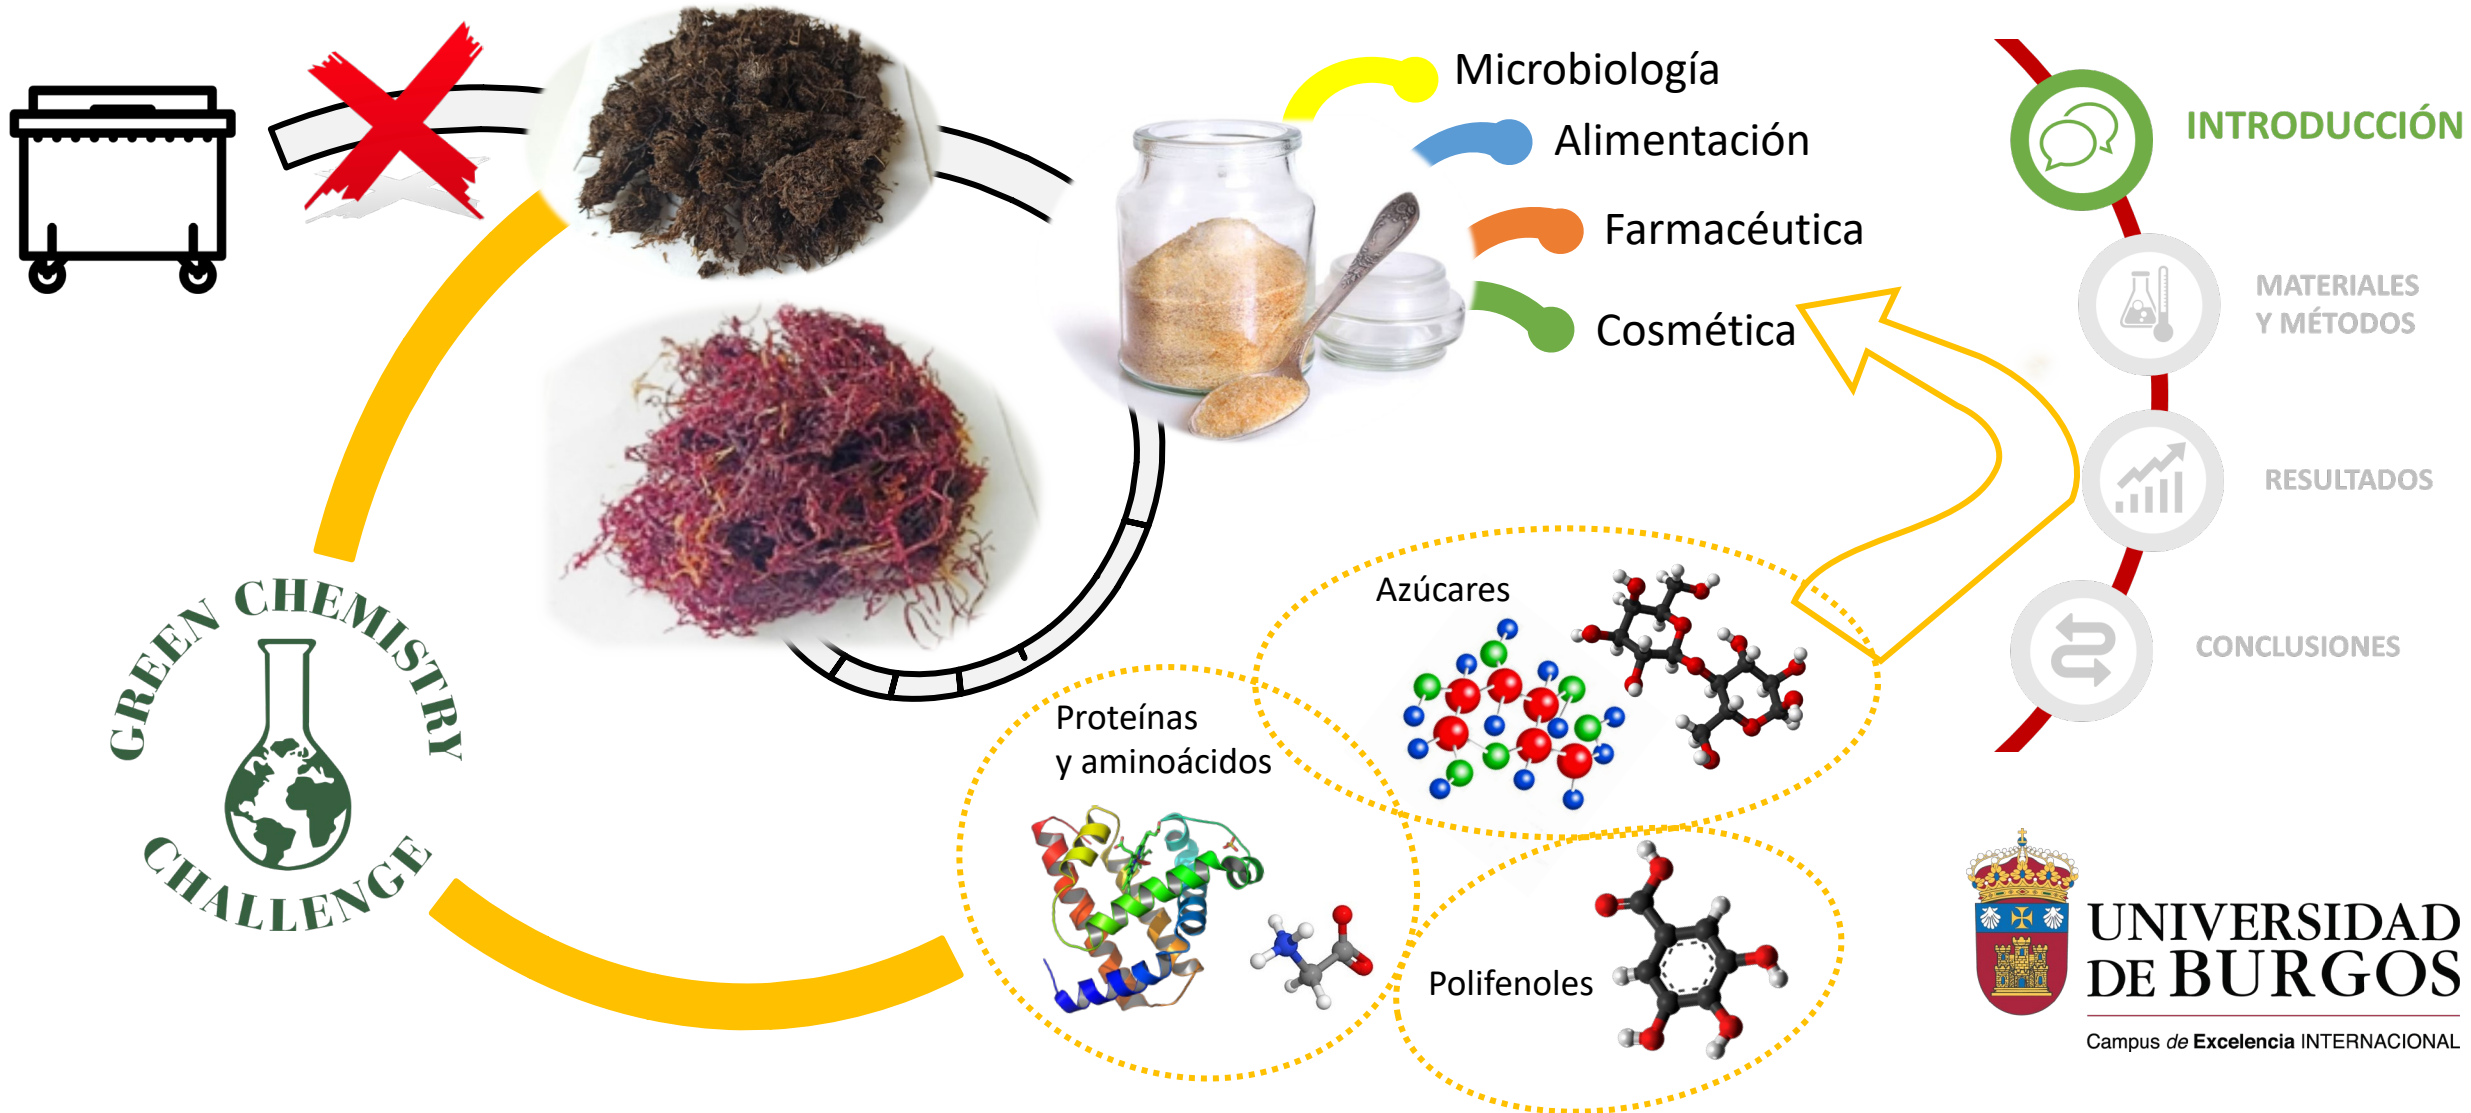 Microbiología
Alimentación
Farmacéutica
Cosmética
INTRODUCCIÓN
MATERIALES
Y MÉTODOS
RESULTADOS
CONCLUSIONES
GREEN CHEMISTRY
CHALLENGE
Azúcares
Proteínas
y aminoácidos
Polifenoles
UNIVERSIDAD
DE BURGOS
Campus de Excelencia INTERNACIONAL